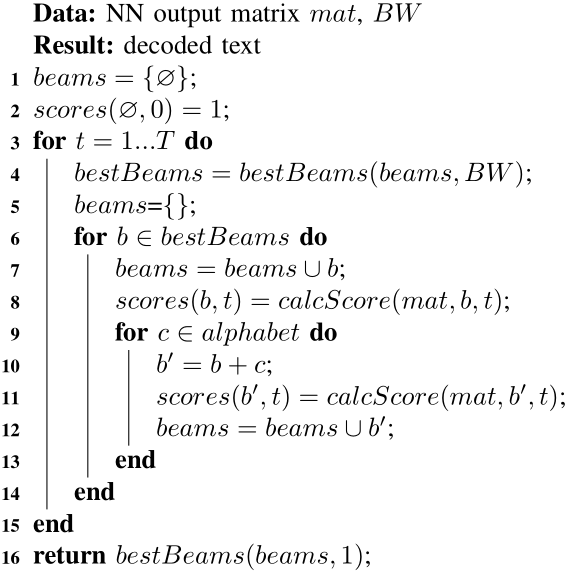 Data: NN output matrix mat, BW
Result: decoded text
1 beams = {∅};
2 scores(∅, 0) = 1;
3 for t = 1...T do
4 bestBeams = bestBeams(beams, BW);
5 beams={};
6 for b ∈ bestBeams do
7 beams = beams ∪ b;
8 scores(b, t) = calcScore(mat, b, t);
9 for c ∈ alphabet do
10 b′ = b + c;
11 scores(b′, t) = calcScore(mat, b′, t);
12 beams = beams ∪ b′;
13 end
14 end
15 end
16 return bestBeams(beams, 1);